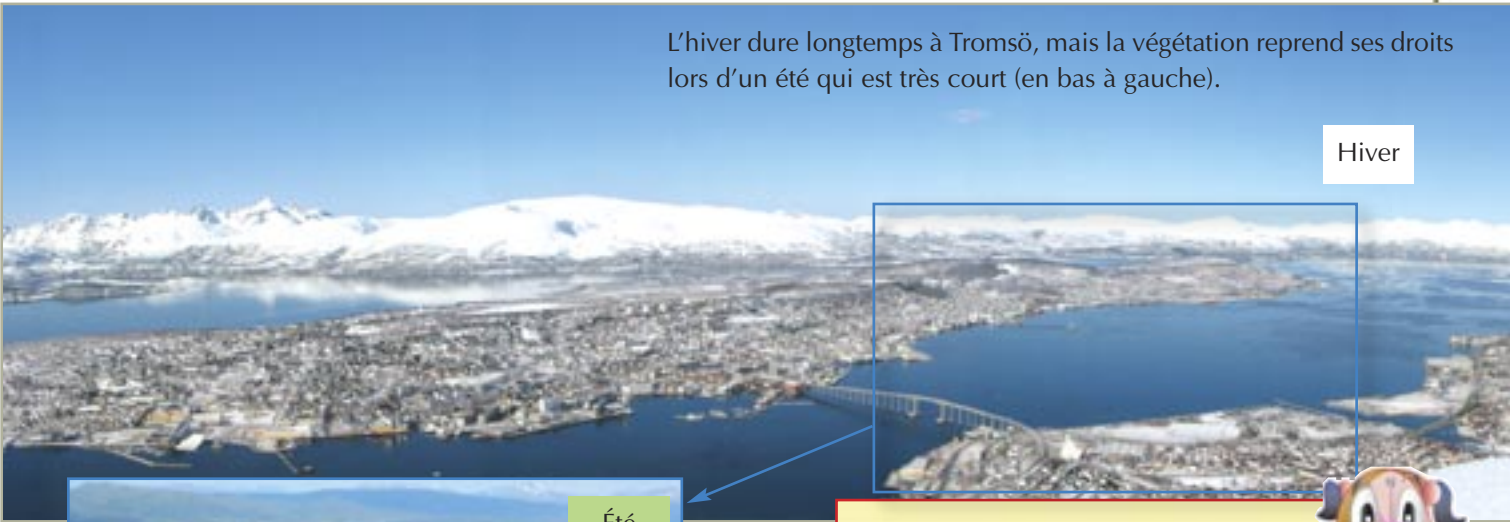 L'hiver dure longtemps à Tromsö, mais la végétation reprend ses droits
lors d'un été qui est très court (en bas à gauche).
Hiver
Été